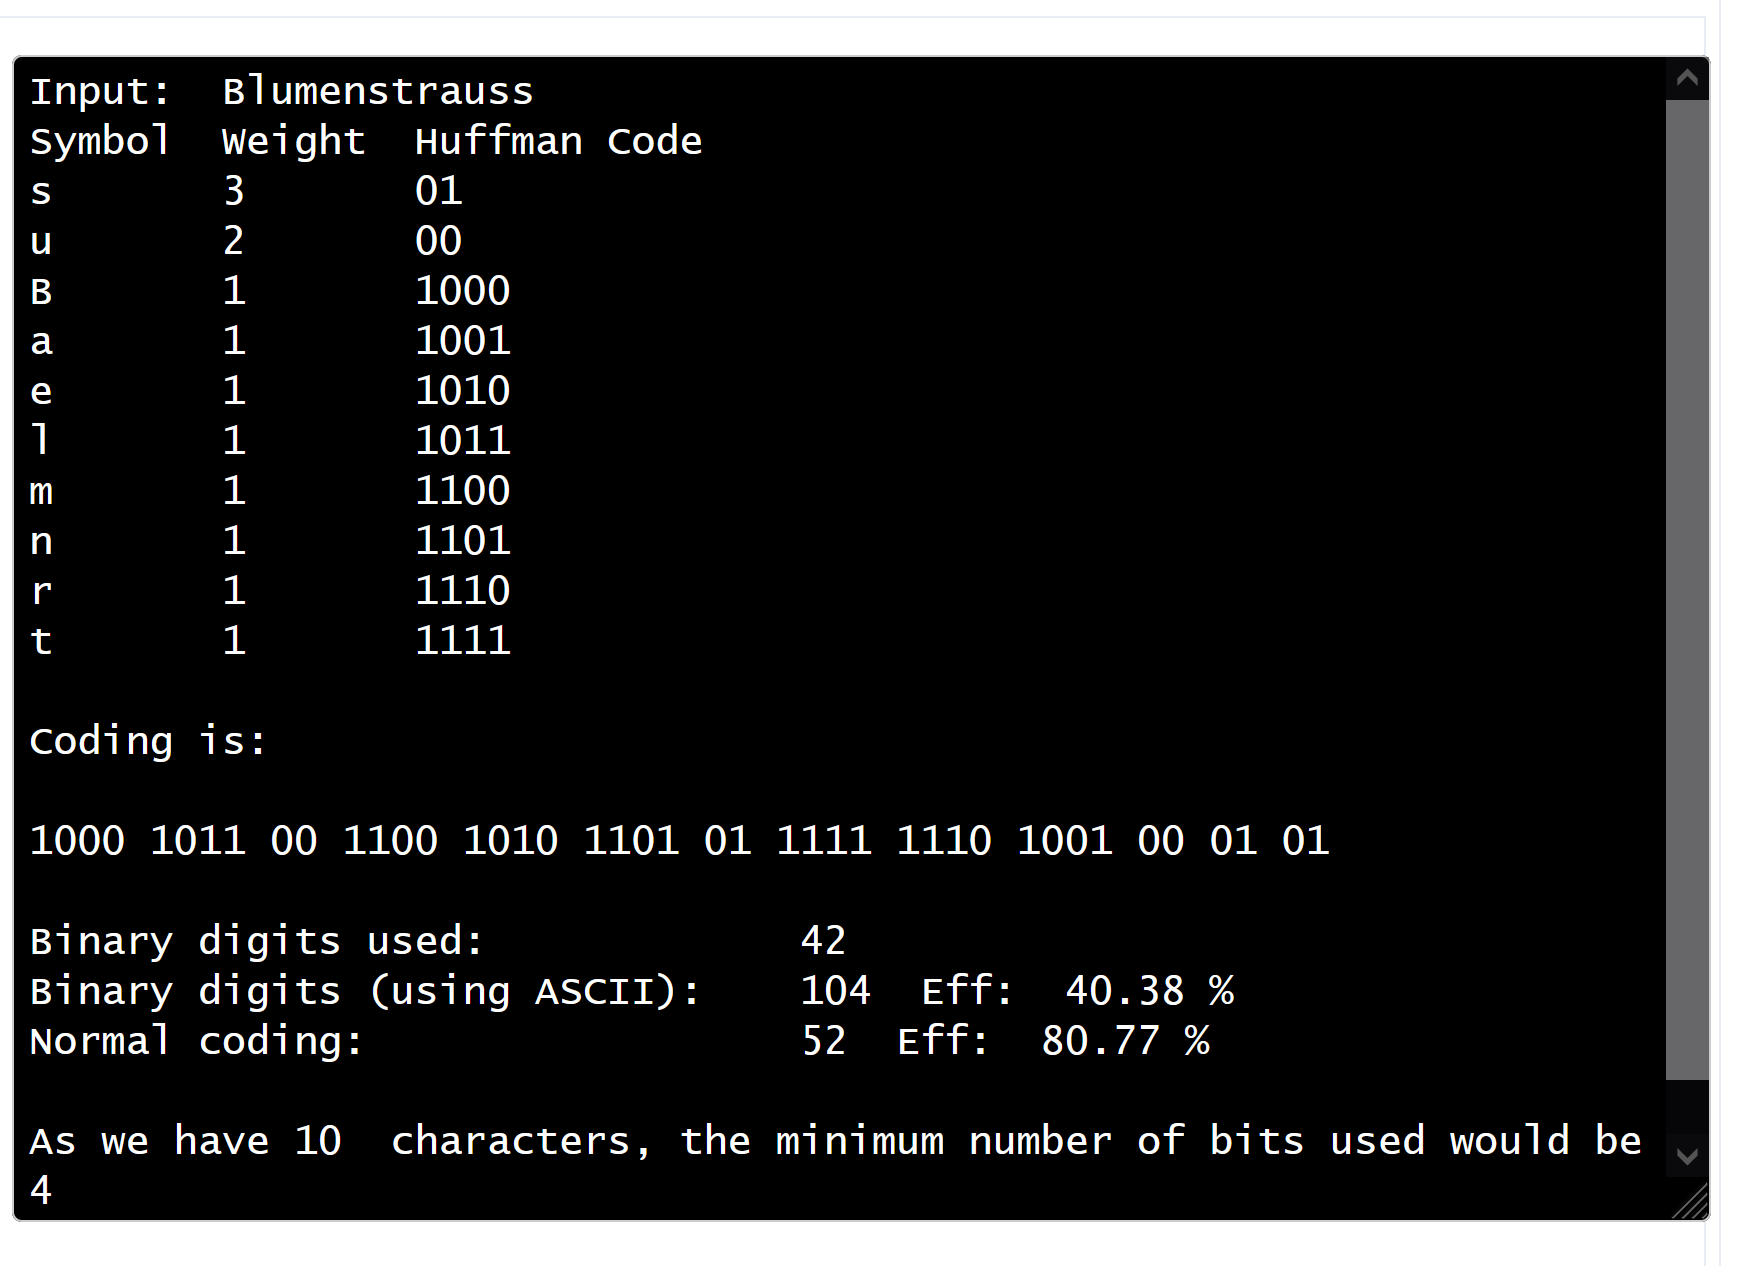 Input:  Blumenstrauss
Symbol  Weight  Huffman Code
s       3       01
u       2       00
B       1       1000
a       1       1001
e       1       1010
l       1       1011
m       1       1100
n       1       1101
r       1       1110
t       1       1111
Coding is:
1000 1011 00 1100 1010 1101 01 1111 1110 1001 00 01 01
Binary digits used:             42
Binary digits (using ASCII):    104  Eff:  40.38 %
Normal coding:                  52  Eff:  80.77 %
As we have 10  characters, the minimum number of bits used would be
4